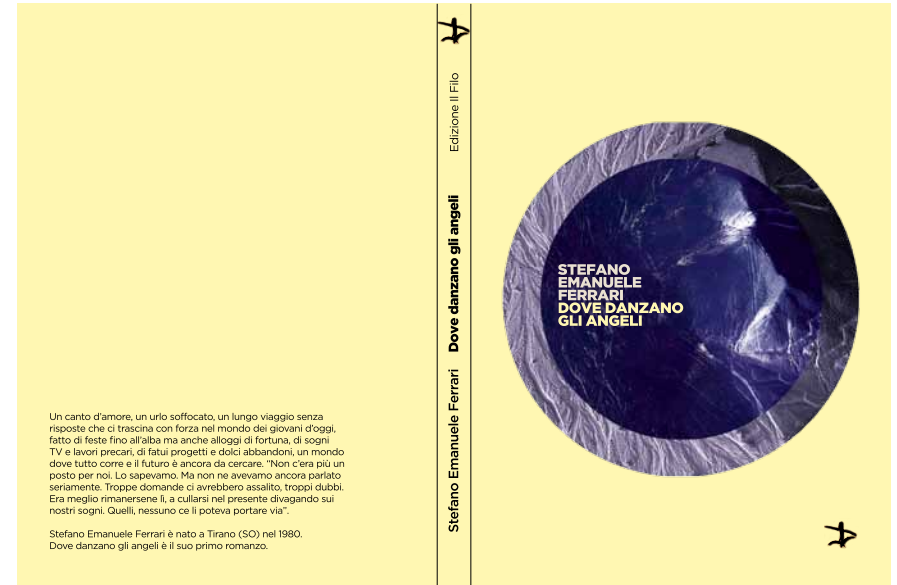 Un canto d'amore, un urlo soffocato, un lungo viaggio senza
risposte che ci trascina con forza nel mondo dei giovani d'oggi,
fatto di feste fino all'alba ma anche alloggi di fortuna, di sogni
TV e lavori precari, di fatui progetti e dolci abbandoni, un mondo
dove tutto corre e il futuro è ancora da cercare. "Non c'era più un
posto per noi. Lo sapevamo. Ma non ne avevamo ancora parlato
seriamente. Troppe domande ci avrebbero assalito, troppi dubbi.
Era meglio rimanersene lì, a cullarsi nel presente divagando sui
nostri sogni. Quelli, nessuno ce li poteva portare via".
Stefano Emanuele Ferrari è nato a Tirano (SO) nel 1980.
Dove danzano gli angeli è il suo primo romanzo.
Stefano Emanuele Ferrari Dove danzano gli angeli Edizione Il Filo
STEFANO
EMANUELE
FERRARI
DOVE DANZANO
GLI ANGELI